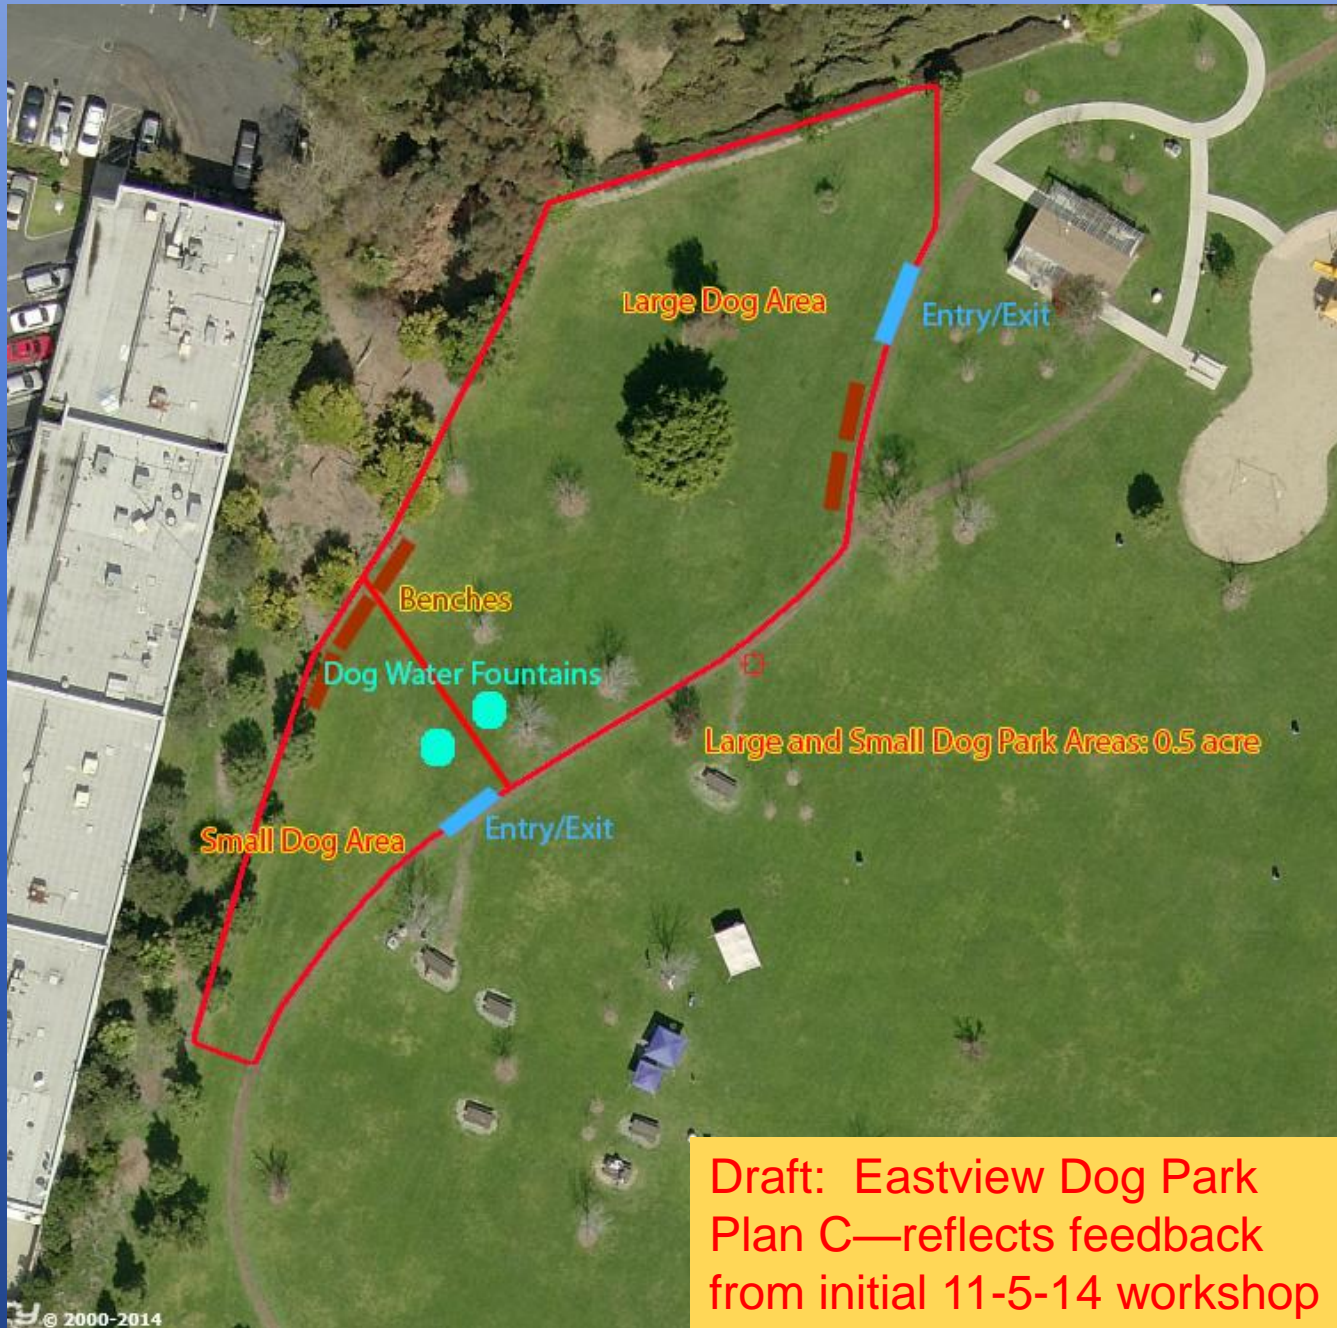 Large Dog Area
Entry/Exit
Benches
Dog Water Fountains
Large and Small Dog Park Areas: 0.5 acre
Small Dog Area
Entry/Exit
Draft:  Eastview Dog Park
Plan C—reflects feedback
from initial 11-5-14 workshop
© 2000-2014